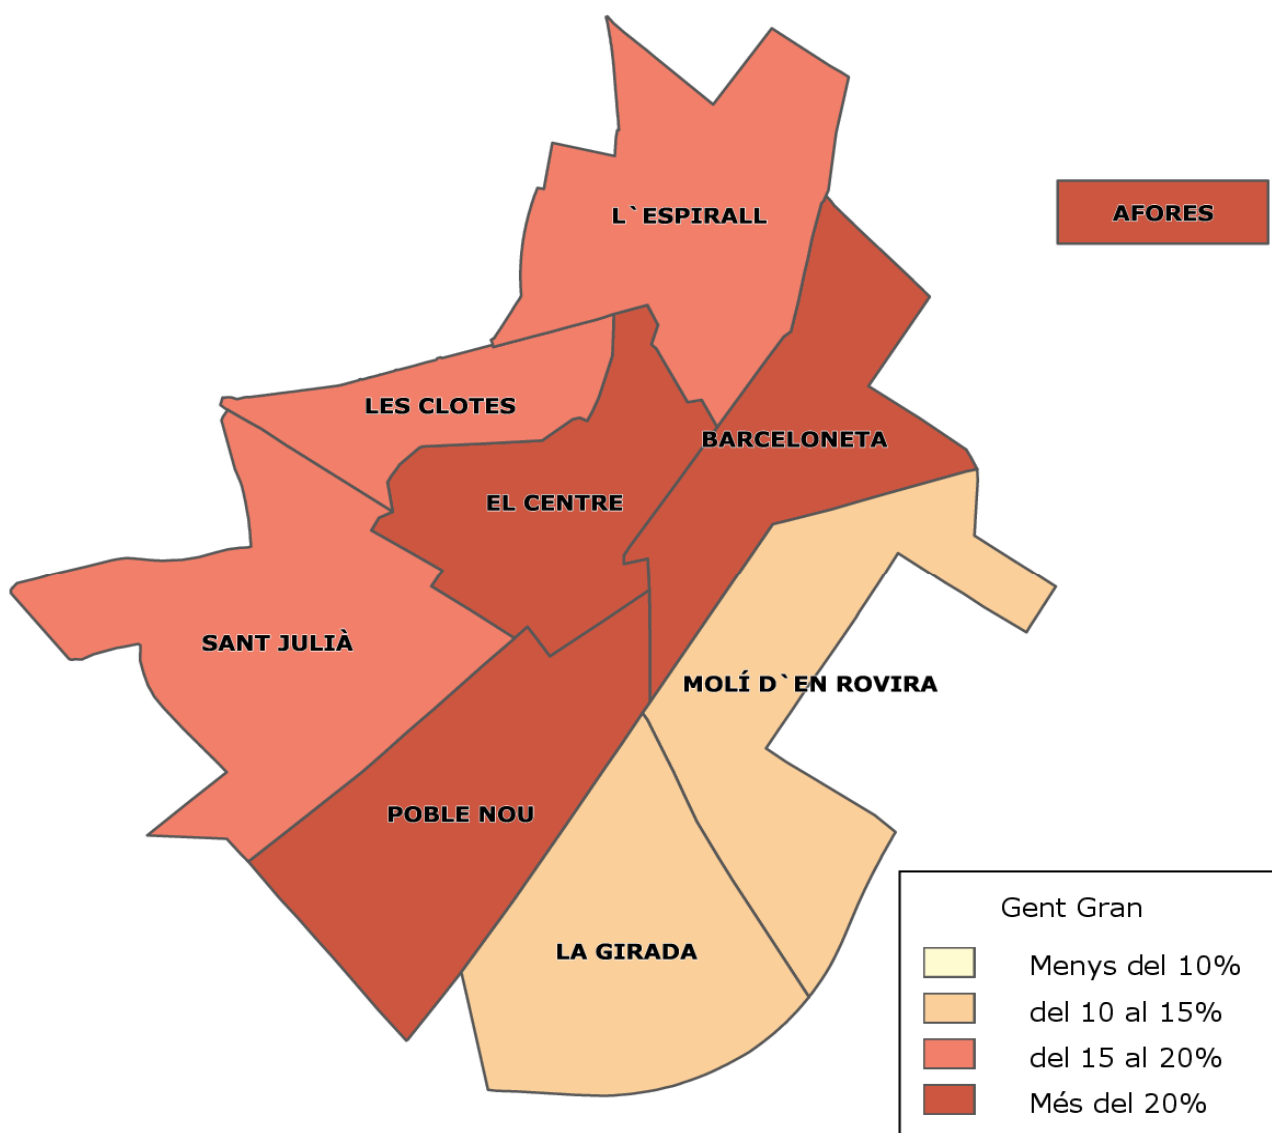 L`ESPIRALL
AFORES
LES CLOTES
BARCELONETA
EL CENTRE
SANT JULIÀ
MOLÍ D`EN ROVIRA
POBLE NOU
LA GIRADA
Gent Gran
Menys del 10%
del 10 al 15%
del 15 al 20%
Més del 20%